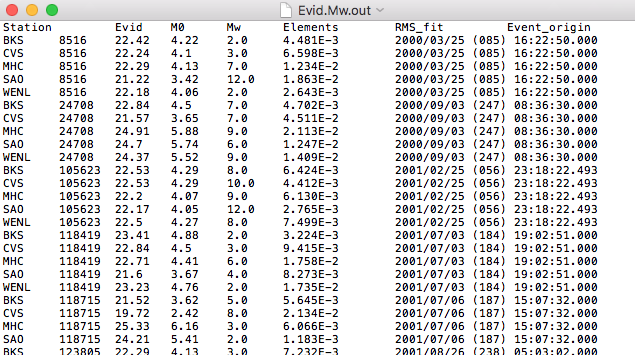 Evid.Mw.out
Station Evid M0 Mw Elements RMS_fit Event_origin
BKS 8516 22.42 4.22 2.0 4.481E-3 2000/03/25 (085) 16:22:50.000
CVS 8516 22.24 4.1 3.0 6.598E-3 2000/03/25 (085) 16:22:50.000
MHC 8516 22.29 4.13 7.0 1.234E-2 2000/03/25 (085) 16:22:50.000
SAO 8516 21.22 3.42 12.0 1.863E-2 2000/03/25 (085) 16:22:50.000
WENL 8516 22.18 4.06 2.0 2.643E-3 2000/03/25 (085) 16:22:50.000
BKS 24708 22.84 4.5 7.0 4.702E-3 2000/09/03 (247) 08:36:30.000
CVS 24708 21.57 3.65 7.0 4.511E-2 2000/09/03 (247) 08:36:30.000
MHC 24708 24.91 5.88 9.0 2.113E-2 2000/09/03 (247) 08:36:30.000
SAO 24708 24.7 5.74 6.0 1.247E-2 2000/09/03 (247) 08:36:30.000
WENL 24708 24.37 5.52 9.0 1.409E-2 2000/09/03 (247) 08:36:30.000
BKS 105623 22.53 4.29 8.0 6.424E-3 2001/02/25 (056) 23:18:22.493
CVS 105623 22.53 4.29 10.0 4.412E-3 2001/02/25 (056) 23:18:22.493
MHC 105623 22.2 4.07 9.0 6.130E-3 2001/02/25 (056) 23:18:22.493
SAO 105623 22.17 4.05 12.0 2.765E-3 2001/02/25 (056) 23:18:22.493
WENL 105623 22.5 4.27 8.0 7.499E-3 2001/02/25 (056) 23:18:22.493
BKS 118419 23.41 4.88 2.0 3.224E-3 2001/07/03 (184) 19:02:51.000
CVS 118419 22.84 4.5 3.0 9.415E-3 2001/07/03 (184) 19:02:51.000
MHC 118419 22.71 4.41 6.0 1.758E-2 2001/07/03 (184) 19:02:51.000
SAO 118419 21.6 3.67 4.0 8.273E-3 2001/07/03 (184) 19:02:51.000
WENL 118419 23.23 4.76 2.0 1.735E-2 2001/07/03 (184) 19:02:51.000
BKS 118715 21.52 3.62 5.0 5.645E-3 2001/07/06 (187) 15:07:32.000
CVS 118715 19.72 2.42 8.0 2.134E-2 2001/07/06 (187) 15:07:32.000
MHC 118715 25.33 6.16 3.0 6.066E-3 2001/07/06 (187) 15:07:32.000
SAO 118715 24.21 5.41 2.0 1.183E-3 2001/07/06 (187) 15:07:32.000
BKS 123805 22.29 4.13 3.0 7.232E-3 2001/08/26 (238) 05:03:02.000